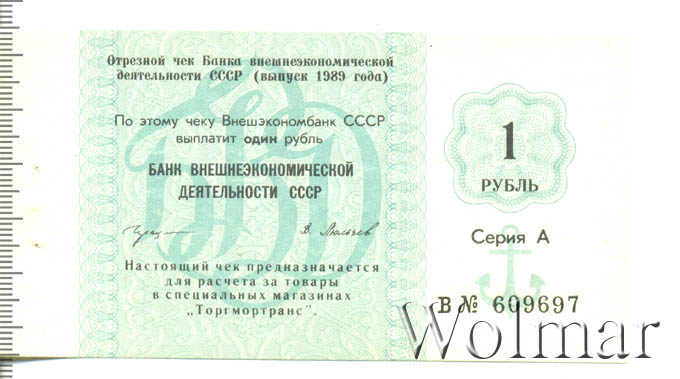 Отрезной чек Банка внешнеэкономической
деятельности СССР (выпуск 1989 года)
По этому чеку Внешэкономбанк СССР
выплатит один рубль
БАНК ВНЕШНЕЭКОНОМИЧЕСКОЙ
ДЕЯТЕЛЬНОСТИ СССР
Настоящий чек предназначается
для расчета за товары
в специальных магазинах
„Торгмортранс".
1
РУБЛЬ
Серия А
В № 609697
Wolmar